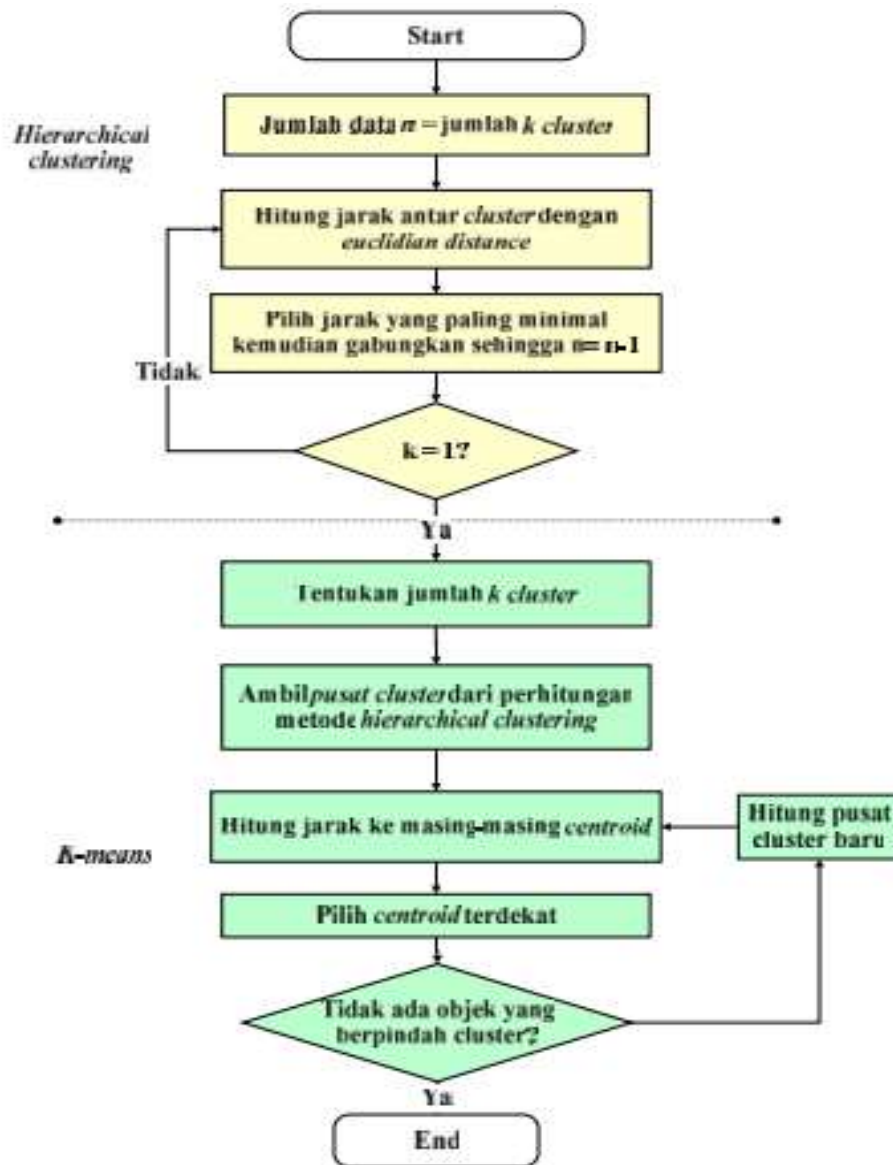 Start
Hierarchical
clustering
Jumlah data n = jumlah k cluster
Hitung jarak antar cluster dengan
euclidian distance
Pilih jarak yang paling minimal
kemudian gabungkan sehingga n= n-1
Tidak
k = 1?
Ya
Tentukan jumlah k cluster
Ambil pusat cluster dari perhitungan
metode hierarchical clustering
Hitung jarak ke masing-masing centroid
Hitung pusat
cluster baru
K-means
Pilih centroid terdekat
Tidak ada objek yang
berpindah cluster?
Ya
End